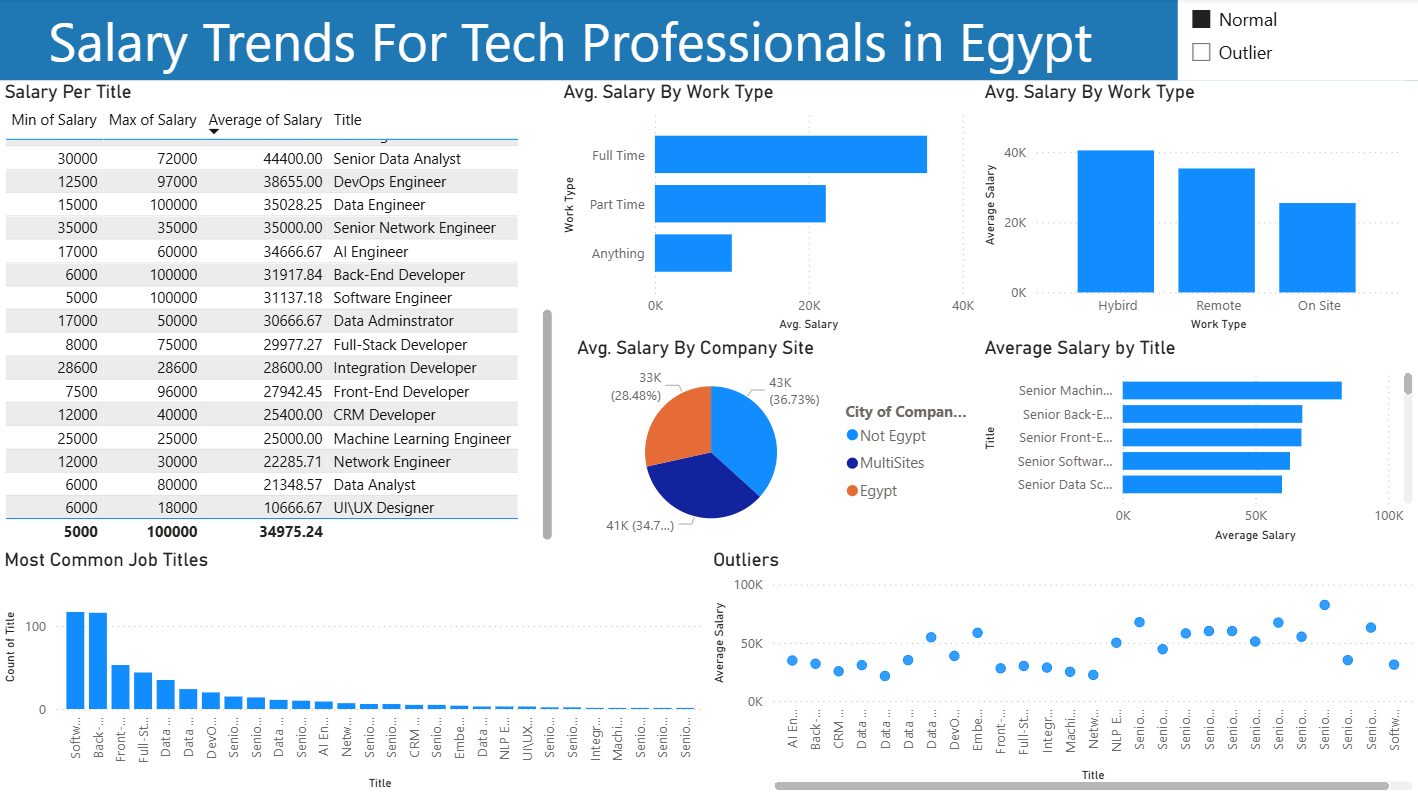 Salary Trends For Tech Professionals in Egypt
Normal
Outlier
Salary Per Title
Min of Salary Max of Salary Average of Salary Title
30000 72000 44400.00 Senior Data Analyst
12500 97000 38655.00 DevOps Engineer
15000 100000 35028.25 Data Engineer
35000 35000 35000.00 Senior Network Engineer
17000 60000 34666.67 AI Engineer
6000 100000 31917.84 Back-End Developer
5000 100000 31137.18 Software Engineer
17000 50000 30666.67 Data Adminstrator
8000 75000 29977.27 Full-Stack Developer
28600 28600 28600.00 Integration Developer
7500 96000 27942.45 Front-End Developer
12000 40000 25400.00 CRM Developer
25000 25000 25000.00 Machine Learning Engineer
12000 30000 22285.71 Network Engineer
6000 80000 21348.57 Data Analyst
6000 18000 10666.67 UI\UX Designer
5000 100000 34975.24
Avg. Salary By Work Type
Work Type
Full Time
Part Time
Anything
0K 20K 40K
Avg. Salary
Avg. Salary By Work Type
Average Salary
40K
20K
0K
Hybird Remote On Site
Work Type
Avg. Salary By Company Site
33K
(28.48%)
43K
(36.73%)
41K (34.7...)
City of Compan...
Not Egypt
MultiSites
Egypt
Average Salary by Title
Title
Senior Machin...
Senior Back-E...
Senior Front-E...
Senior Softwar...
Senior Data Sc...
0K 50K 100K
Average Salary
Most Common Job Titles
Count of Title
100
0
Softw... Back-... Front-... Full-St... Data ... Data ... DevO... Senio... Senio... Data ... Senio... AI En... Netw... Senio... Senio... CRM ... Senio... Embe... Data ... NLP E... UI\UX... Senio... Senio... Integr... Machi... Senio... Senio...
Title
Outliers
Average Salary
100K
50K
0K
AI En... Back-... CRM ... Data ... Data ... Data ... Data ... DevO... Embe... Front-... Full-St... Integr... Machi... Netw... NLP E... Senio... Senio... Senio... Senio... Senio... Senio... Senio... Senio... Senio... Senio... Senio... Softw...
Title